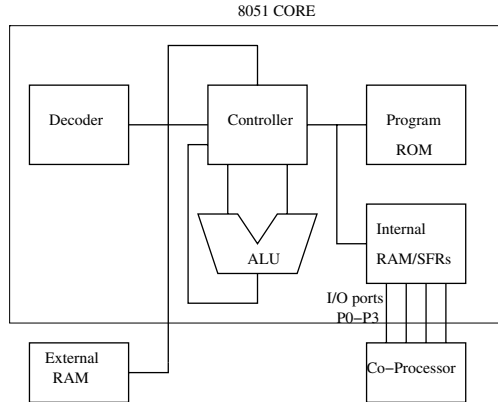 8051 CORE
Decoder
Controller
Program
ROM
ALU
Internal
RAM/SFRs
I/O ports
P0−P3
External
RAM
Co−Processor